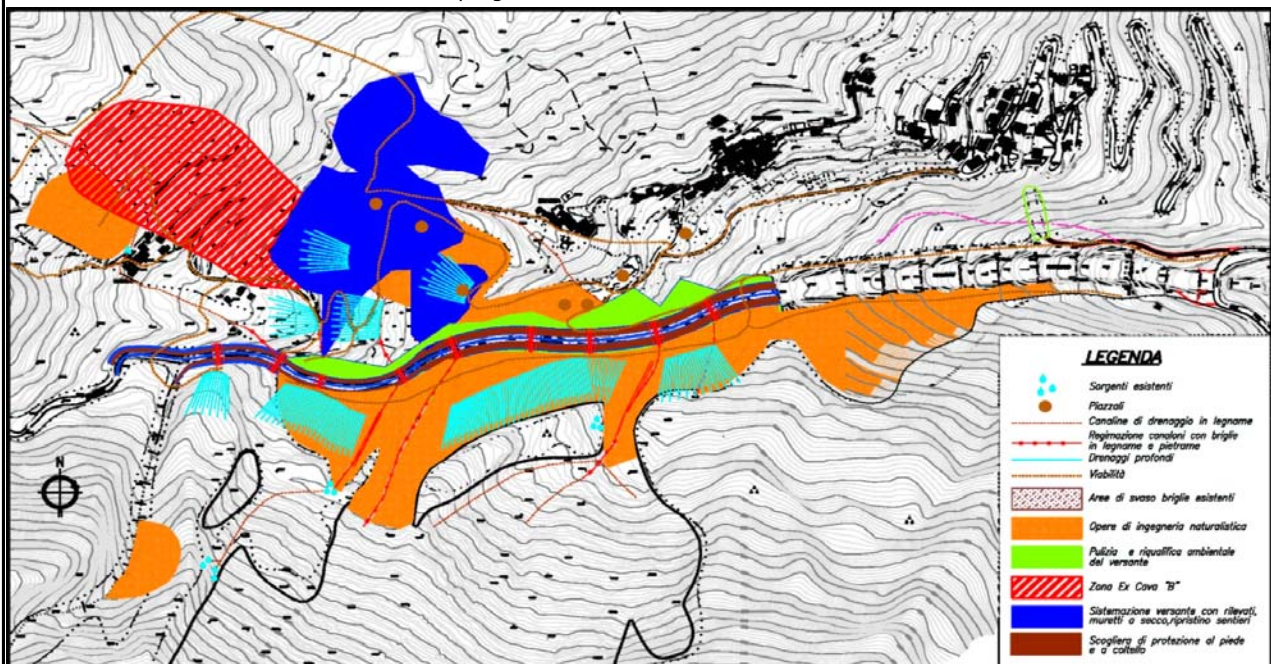 LEGENDA
Sorgenti esistenti
Piazzali
Canaline di drenaggio in legname
Regimazione canaloni con briglie
in legname e pietrame
Drenaggi profondi
Viabilità
Aree di svaso briglie esistenti
Opere di ingegneria naturalistica
Pulizia e riqualifica ambientale
del versante
Zona Ex Cava "B"
Sistemazione versante con rilevati,
muretti a secco,ripristino sentieri
Scogliera di protezione al piede
e a coltello
N